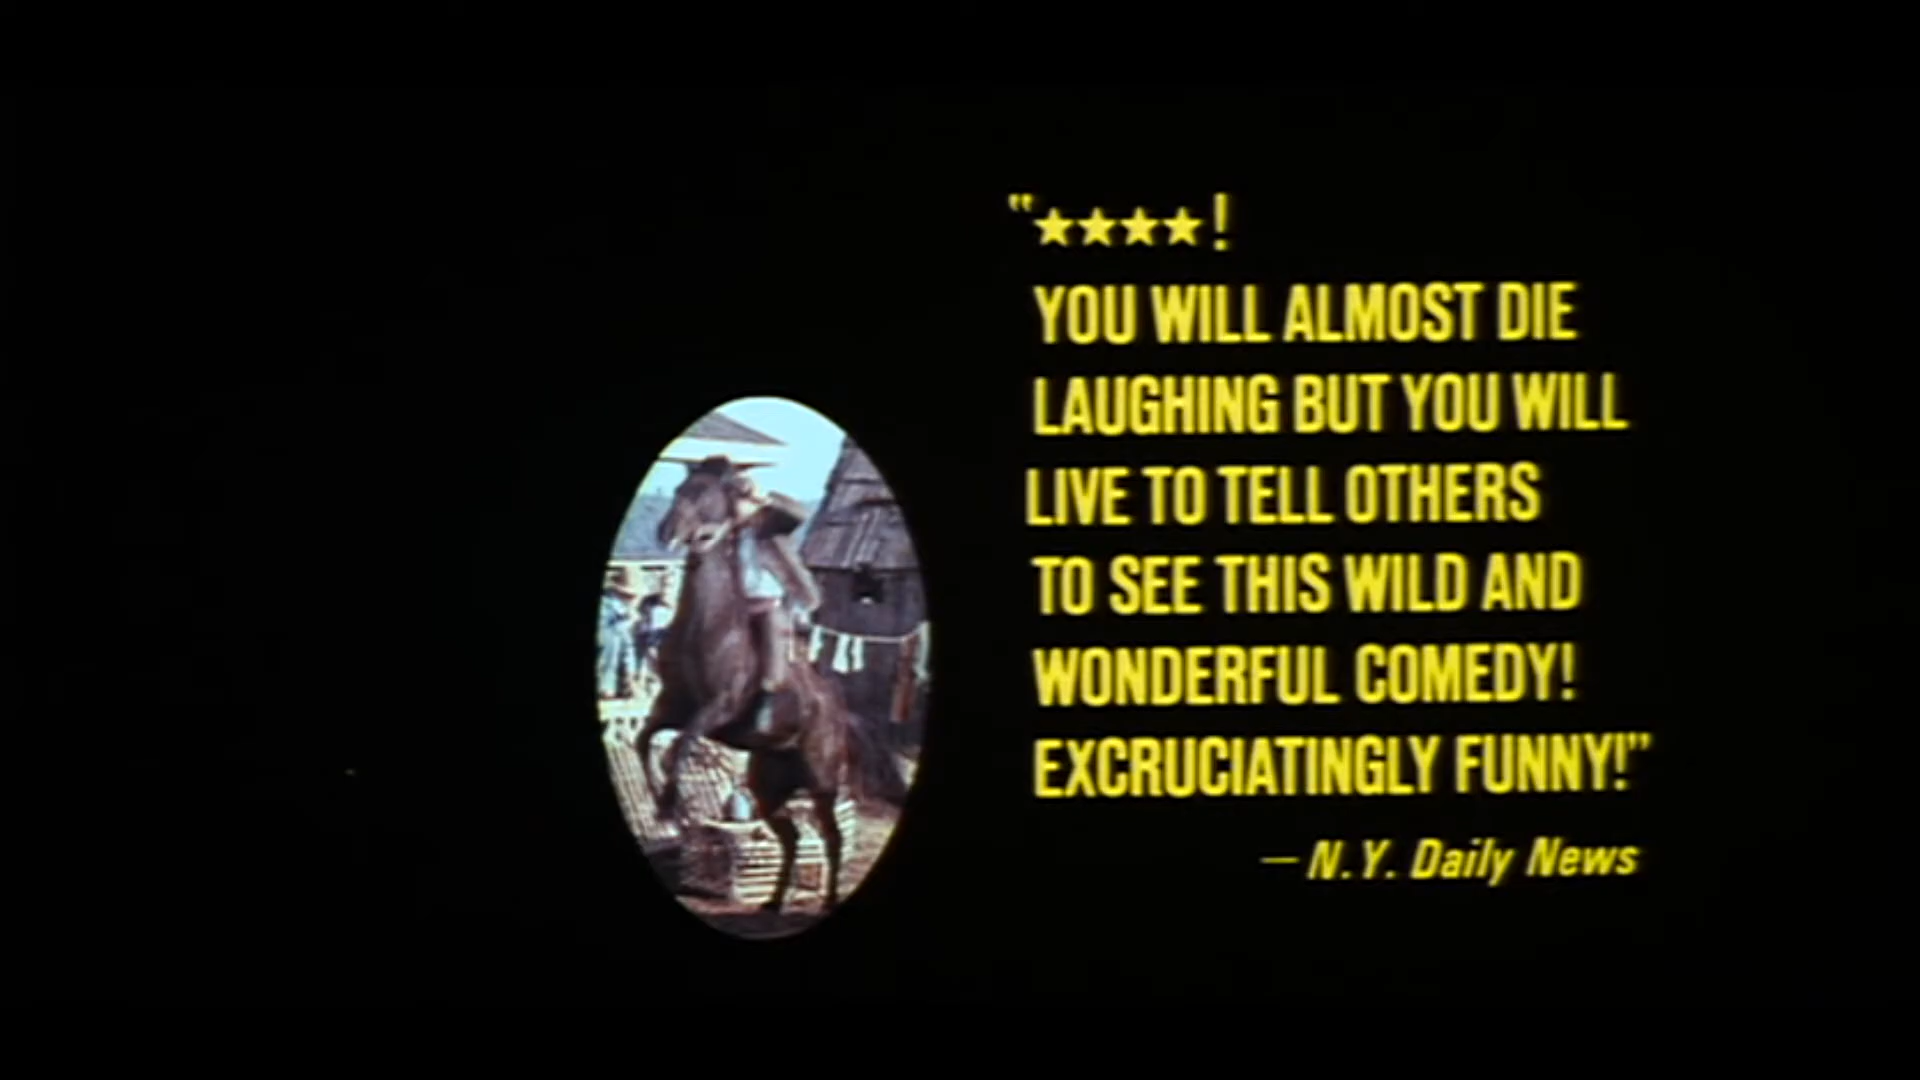 "★★★★!
YOU WILL ALMOST DIE
LAUGHING BUT YOU WILL
LIVE TO TELL OTHERS
TO SEE THIS WILD AND
WONDERFUL COMEDY!
EXCRUCIATINGLY FUNNY!"
— N.Y. Daily News